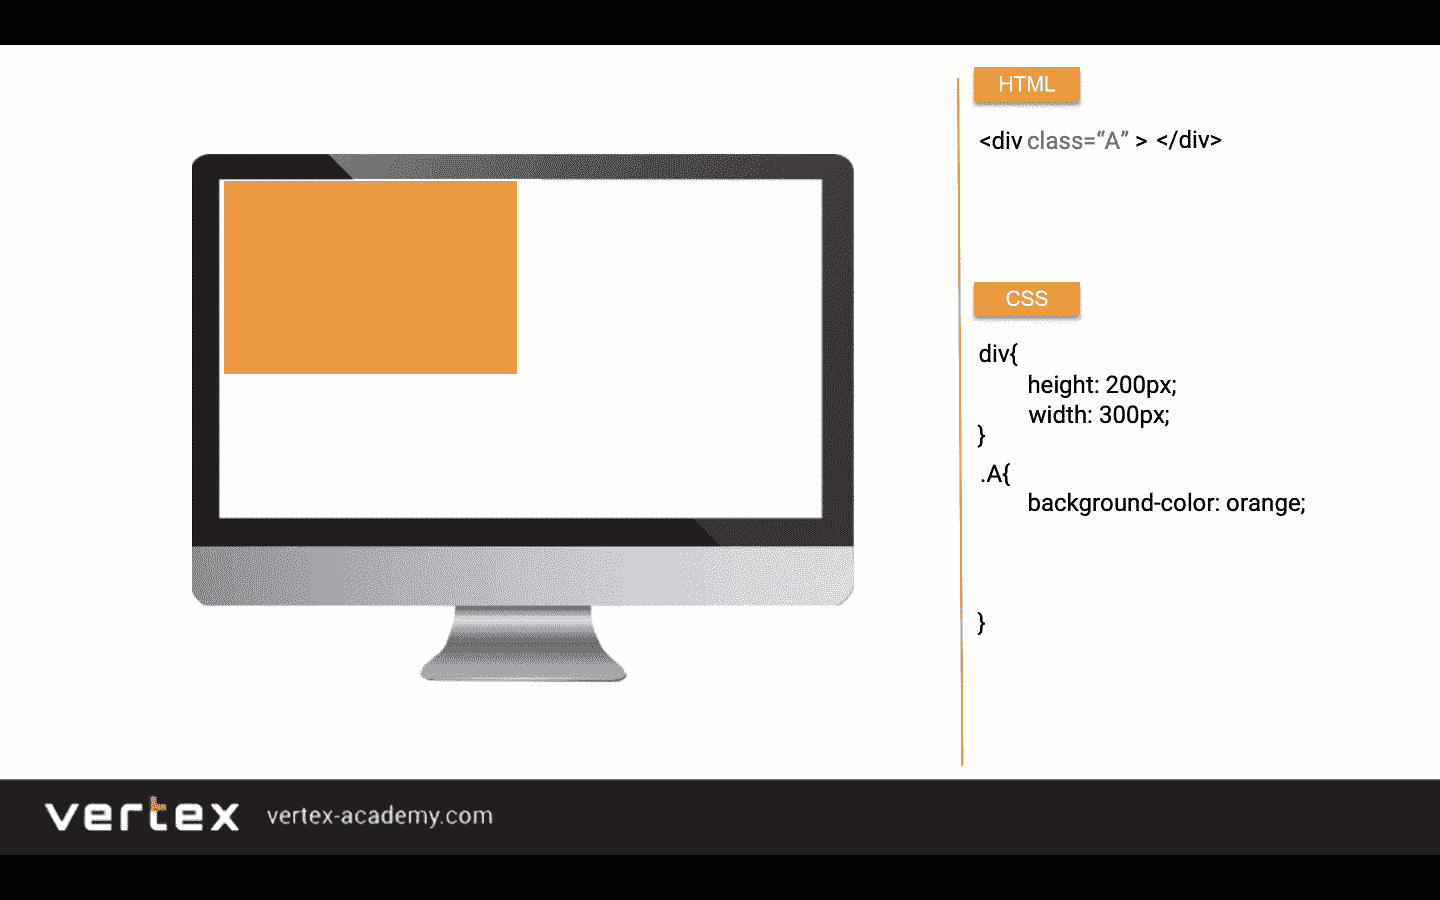 HTML
<div class=“A” > </div>
CSS
div{
height: 200px;
width: 300px;
}
.A{
background-color: orange;
}
vertex
vertex-academy.com